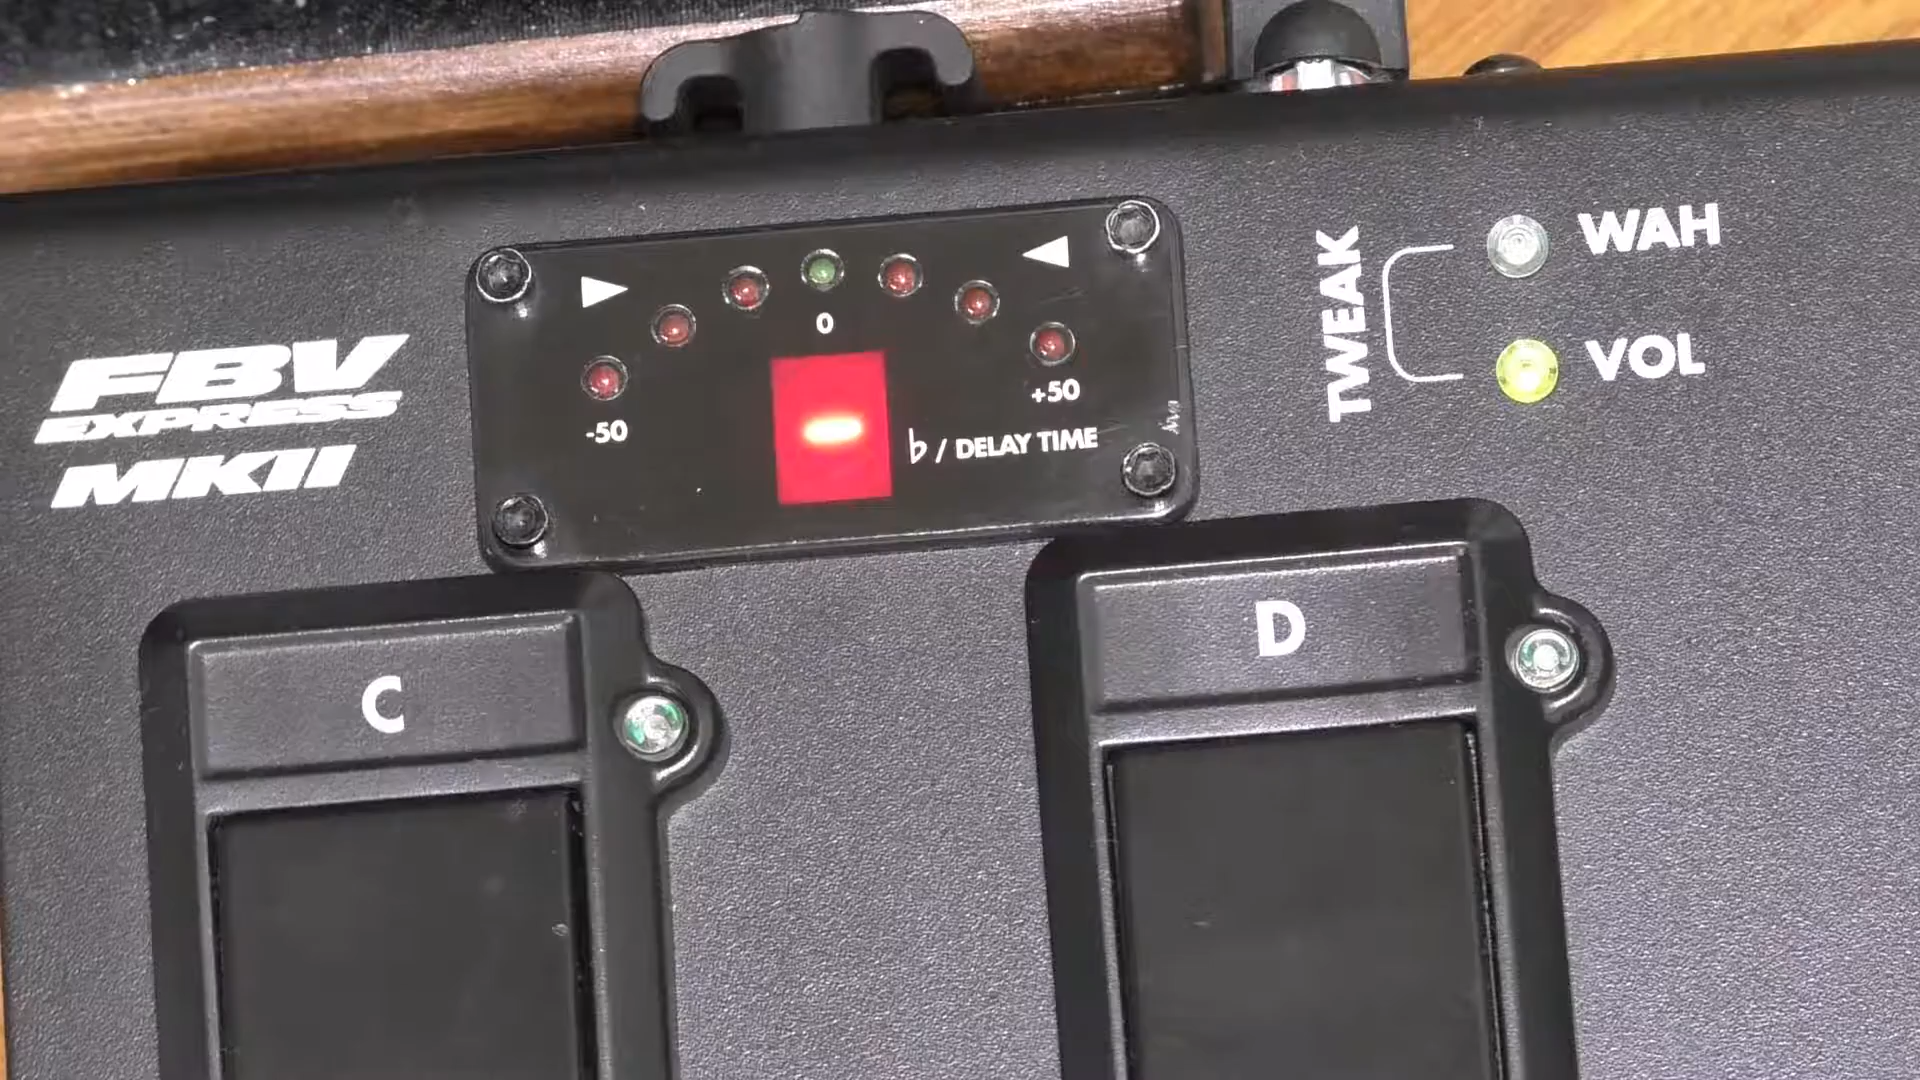 FBV
EXPRESS
MKII
0
-50
+50
♭/ DELAY TIME
TWEAK
WAH
VOL
C
D